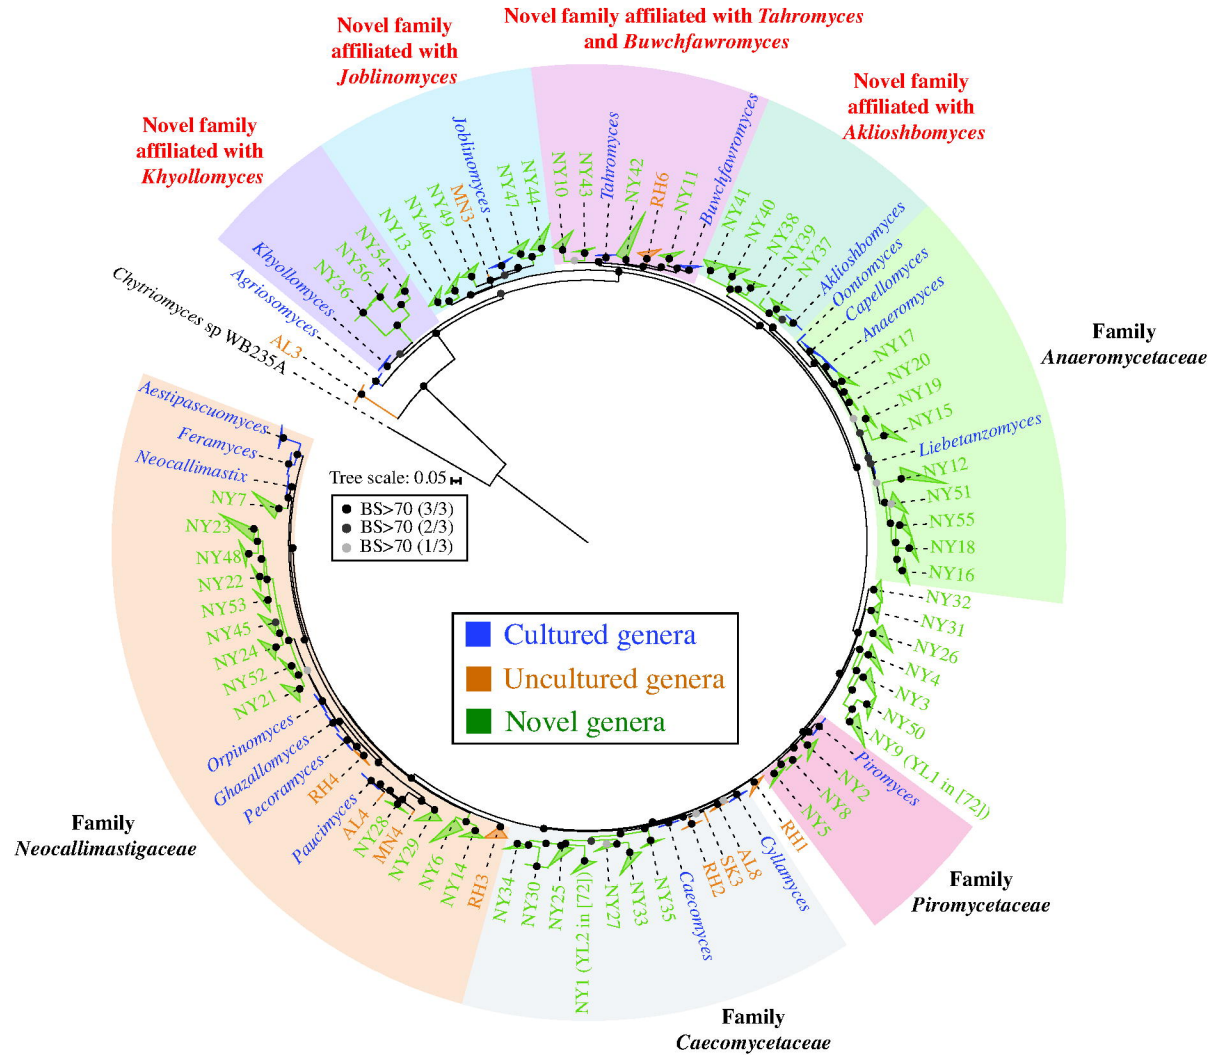 Novel family affiliated with Tahromyces
and Buwchfawromyces
Novel family
affiliated with
Joblinomyces
Novel family
affiliated with
Aklioshbomyces
Novel family
affiliated with
Khyollomyces
Family
Anaeromycetaceae
Family
Piromycetaceae
Family
Caecomycetaceae
Family
Neocallimastigaceae
Chytriomyces sp WB235A
AL3
Agriosomyces
Khyollomyces
NY36
NY56
NY54
NY13
NY46
NY49
MN3
Joblinomyces
NY47
NY44
NY10
NY43
Tahromyces
NY42
RH6
NY11
Buwchfawromyces
NY41
NY40
NY38
NY39
NY37
Aklioshbomyces
Oontomyces
Capellomyces
Anaeromyces
NY17
NY20
NY19
NY15
Liebetanzomyces
NY12
NY51
NY55
NY18
NY16
NY32
NY31
NY26
NY4
NY3
NY50
NY9 (YL1 in [72])
Piromyces
NY2
NY8
NY5
RH1
Cyllamyces
AL8
SK3
RH2
Caecomyces
NY35
NY33
NY27
NY1 (YL2 in [72])
NY25
NY30
NY34
RH3
NY14
NY6
NY29
MN4
NY28
AL4
Paucimyces
RH4
Pecoramyces
Ghazallomyces
Orpinomyces
NY21
NY52
NY24
NY45
NY53
NY22
NY48
NY23
NY7
Neocallimastix
Feramyces
Aestipascuomyces
Tree scale: 0.05
BS>70 (3/3)
BS>70 (2/3)
BS>70 (1/3)
Cultured genera
Uncultured genera
Novel genera